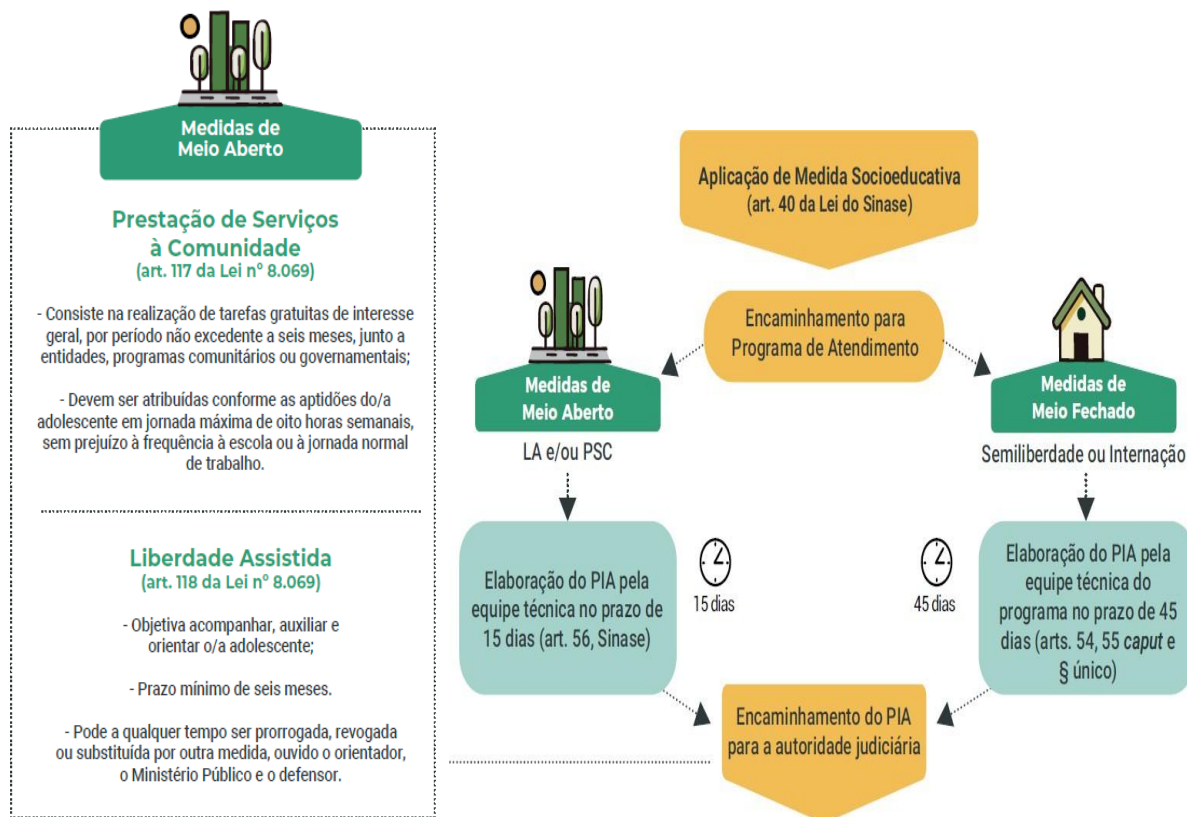 Medidas de
Meio Aberto
Prestação de Serviços
à Comunidade
(art. 117 da Lei nº 8.069)
- Consiste na realização de tarefas gratuitas de interesse
geral, por período não excedente a seis meses, junto a
entidades, programas comunitários ou governamentais;
- Devem ser atribuídas conforme as aptidões do/a
adolescente em jornada máxima de oito horas semanais,
sem prejuízo à frequência à escola ou à jornada normal
de trabalho.
Liberdade Assistida
(art. 118 da Lei nº 8.069)
- Objetiva acompanhar, auxiliar e
orientar o/a adolescente;
- Prazo mínimo de seis meses.
- Pode a qualquer tempo ser prorrogada, revogada
ou substituída por outra medida, ouvido o orientador,
o Ministério Público e o defensor.
Aplicação de Medida Socioeducativa
(art. 40 da Lei do Sinase)
Encaminhamento para
Programa de Atendimento
Medidas de
Meio Aberto
LA e/ou PSC
Elaboração do PIA pela
equipe técnica no prazo de
15 dias (art. 56, Sinase)
15 dias
Medidas de
Meio Fechado
Semiliberdade ou Internação
45 dias
Elaboração do PIA pela
equipe técnica do
programa no prazo de 45
dias (arts. 54, 55 caput e
§ único)
Encaminhamento do PIA
para a autoridade judiciária